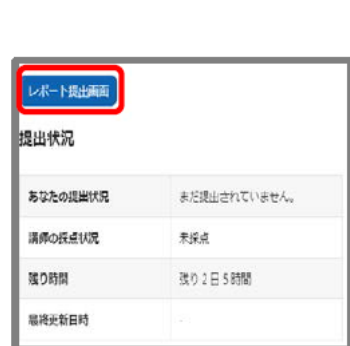 レポート提出画面
提出状況
あなたの提出状況 まだ提出されていません。
講師の採点状況 未採点
残り時間 残り 2 日 5 時間
最終更新日時 -